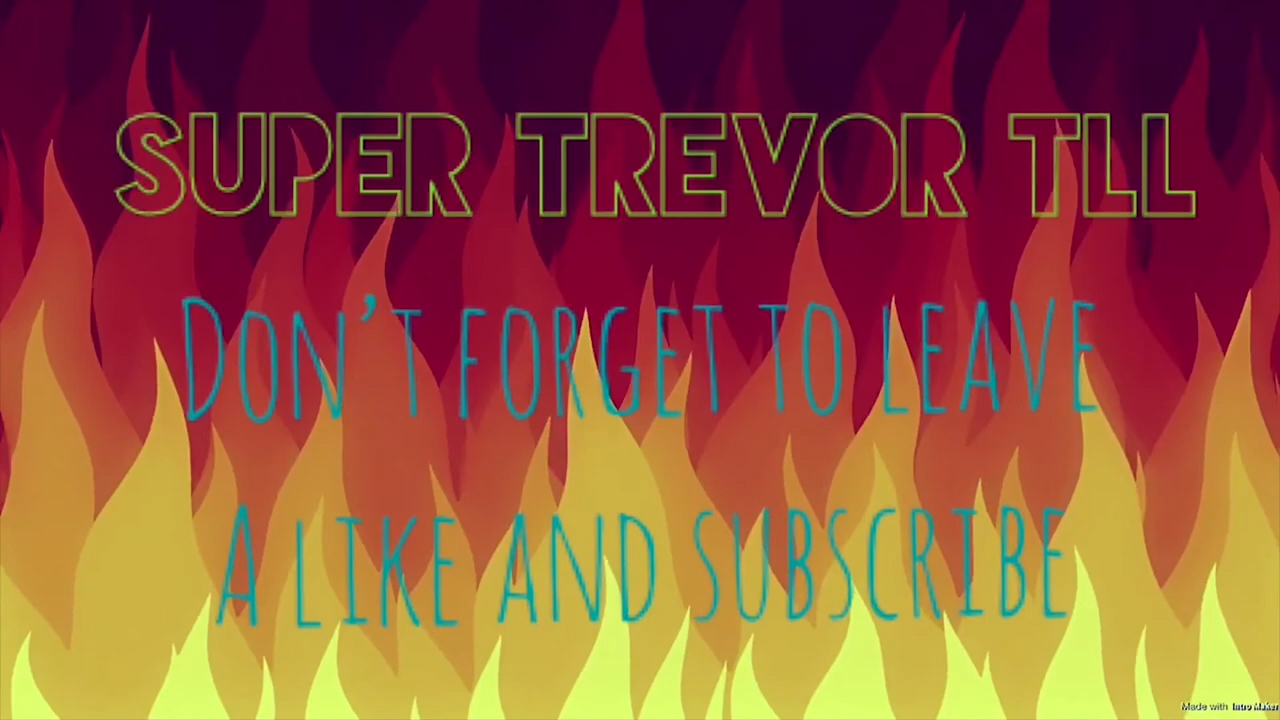 SUPER TREVOR TLL
DON'T FORGET TO LEAVE
A LIKE AND SUBSCRIBE
Made with Intro Maker